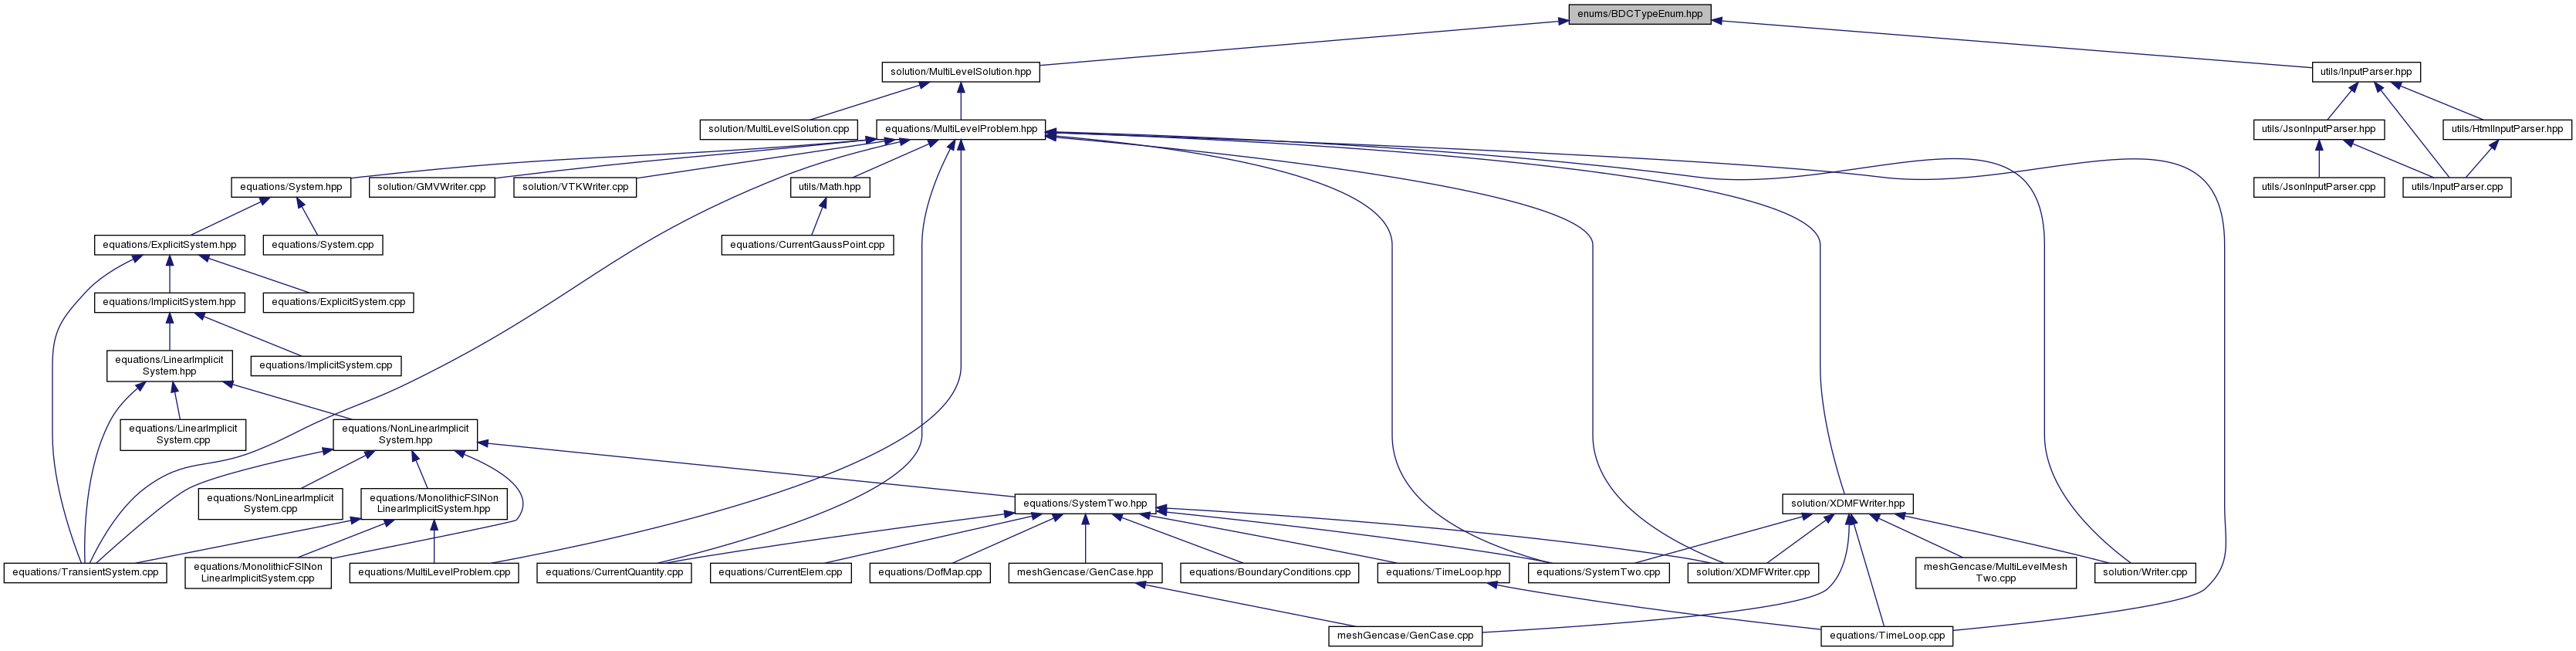 enums/BDCTypeEnum.hpp
solution/MultiLevelSolution.hpp
utils/InputParser.hpp
solution/MultiLevelSolution.cpp
equations/MultiLevelProblem.hpp
utils/JsonInputParser.hpp
utils/HtmlInputParser.hpp
equations/System.hpp
solution/GMVWriter.cpp
solution/VTKWriter.cpp
utils/Math.hpp
utils/JsonInputParser.cpp
utils/InputParser.cpp
equations/ExplicitSystem.hpp
equations/System.cpp
equations/CurrentGaussPoint.cpp
equations/ImplicitSystem.hpp
equations/ExplicitSystem.cpp
equations/LinearImplicit
System.hpp
equations/ImplicitSystem.cpp
equations/LinearImplicit
System.cpp
equations/NonLinearImplicit
System.hpp
equations/NonLinearImplicit
System.cpp
equations/MonolithicFSINon
LinearImplicitSystem.hpp
equations/SystemTwo.hpp
solution/XDMFWriter.hpp
equations/TransientSystem.cpp
equations/MonolithicFSINon
LinearImplicitSystem.cpp
equations/MultiLevelProblem.cpp
equations/CurrentQuantity.cpp
equations/CurrentElem.cpp
equations/DofMap.cpp
meshGencase/GenCase.hpp
equations/BoundaryConditions.cpp
equations/TimeLoop.hpp
equations/SystemTwo.cpp
solution/XDMFWriter.cpp
meshGencase/MultiLevelMesh
Two.cpp
solution/Writer.cpp
meshGencase/GenCase.cpp
equations/TimeLoop.cpp